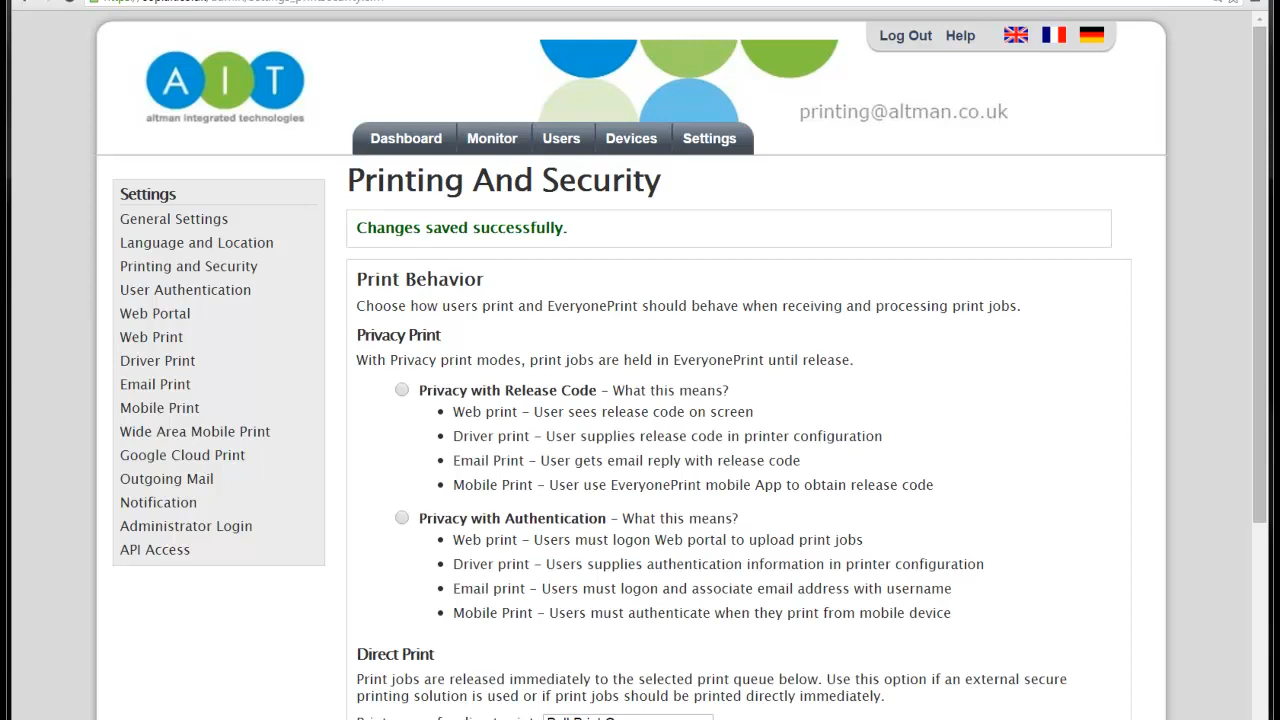 Log Out Help
A I T
altman integrated technologies
printing@altman.co.uk
Dashboard Monitor Users Devices Settings
Settings
General Settings
Language and Location
Printing and Security
User Authentication
Web Portal
Web Print
Driver Print
Email Print
Mobile Print
Wide Area Mobile Print
Google Cloud Print
Outgoing Mail
Notification
Administrator Login
API Access
Printing And Security
Changes saved successfully.
Print Behavior
Choose how users print and EveryonePrint should behave when receiving and processing print jobs.
Privacy Print
With Privacy print modes, print jobs are held in EveryonePrint until release.
Privacy with Release Code – What this means?
• Web print – User sees release code on screen
• Driver print – User supplies release code in printer configuration
• Email Print – User gets email reply with release code
• Mobile Print – User use EveryonePrint mobile App to obtain release code
Privacy with Authentication – What this means?
• Web print – Users must logon Web portal to upload print jobs
• Driver print – Users supplies authentication information in printer configuration
• Email print – Users must logon and associate email address with username
• Mobile Print – Users must authenticate when they print from mobile device
Direct Print
Print jobs are released immediately to the selected print queue below. Use this option if an external secure
printing solution is used or if print jobs should be printed directly immediately.